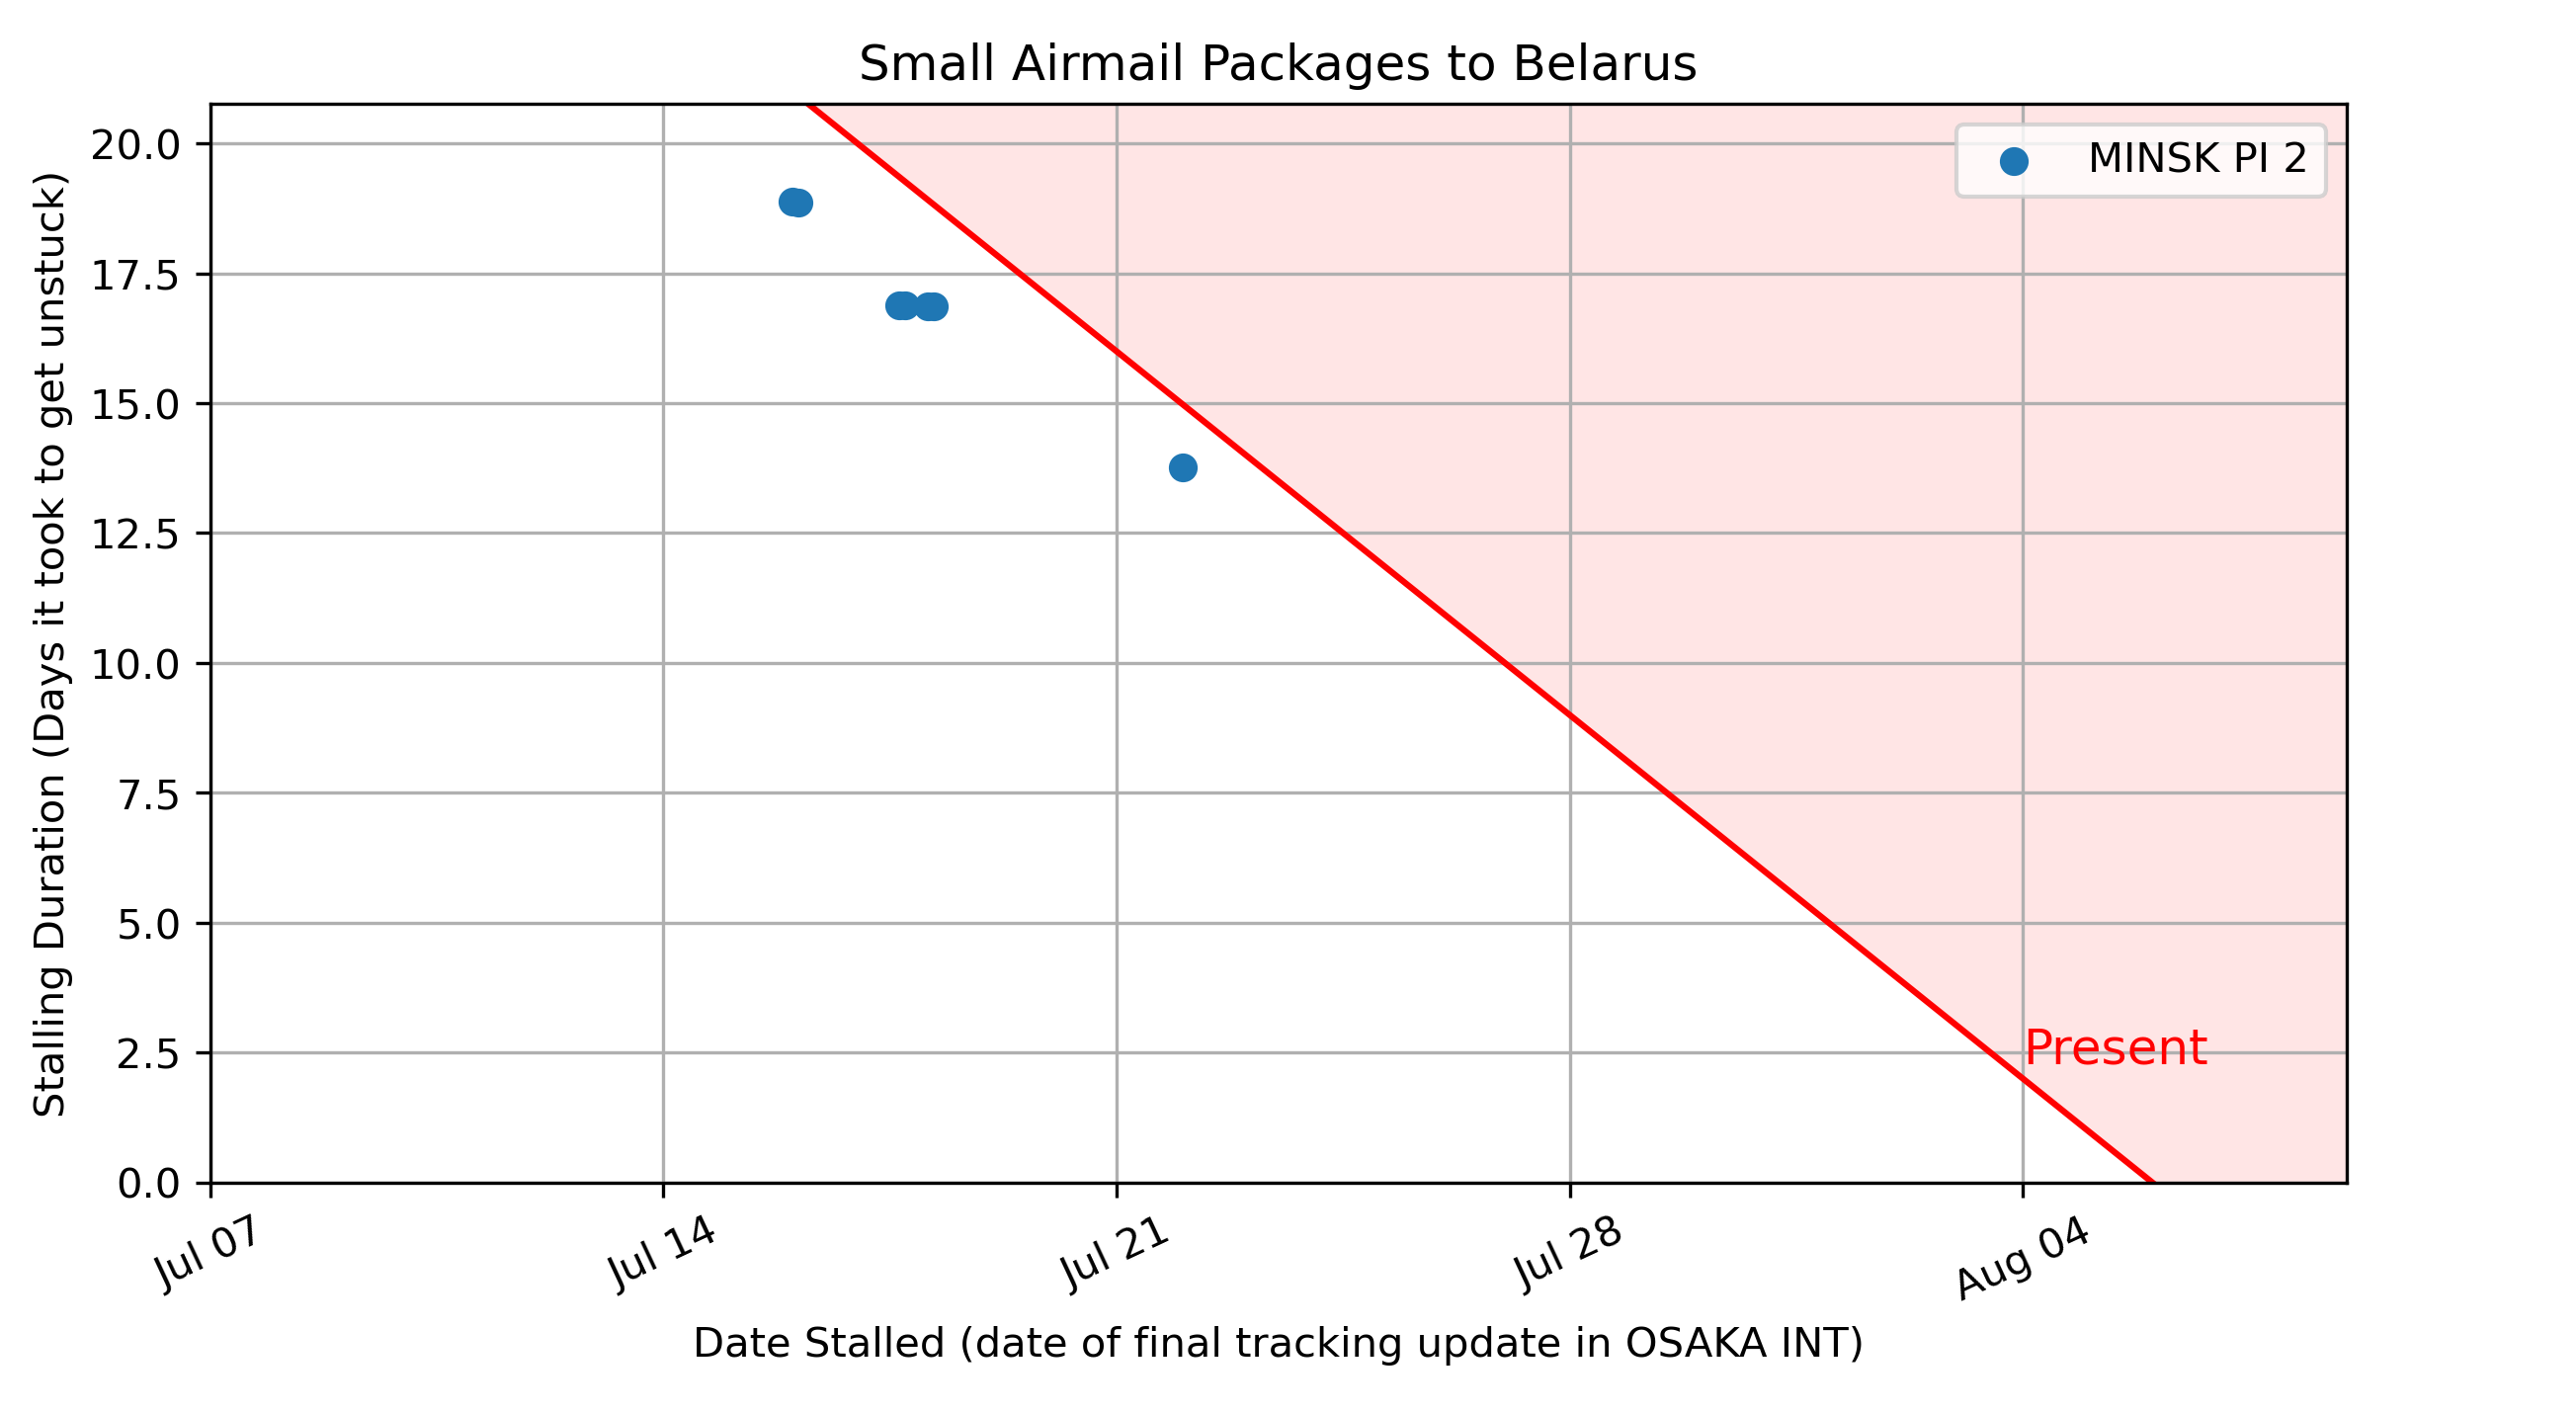 Small Airmail Packages to Belarus
MINSK PI 2
Stalling Duration (Days it took to get unstuck)
20.0
17.5
15.0
12.5
10.0
7.5
5.0
2.5
0.0
Present
Jul 07
Jul 14
Jul 21
Jul 28
Aug 04
Date Stalled (date of final tracking update in OSAKA INT)